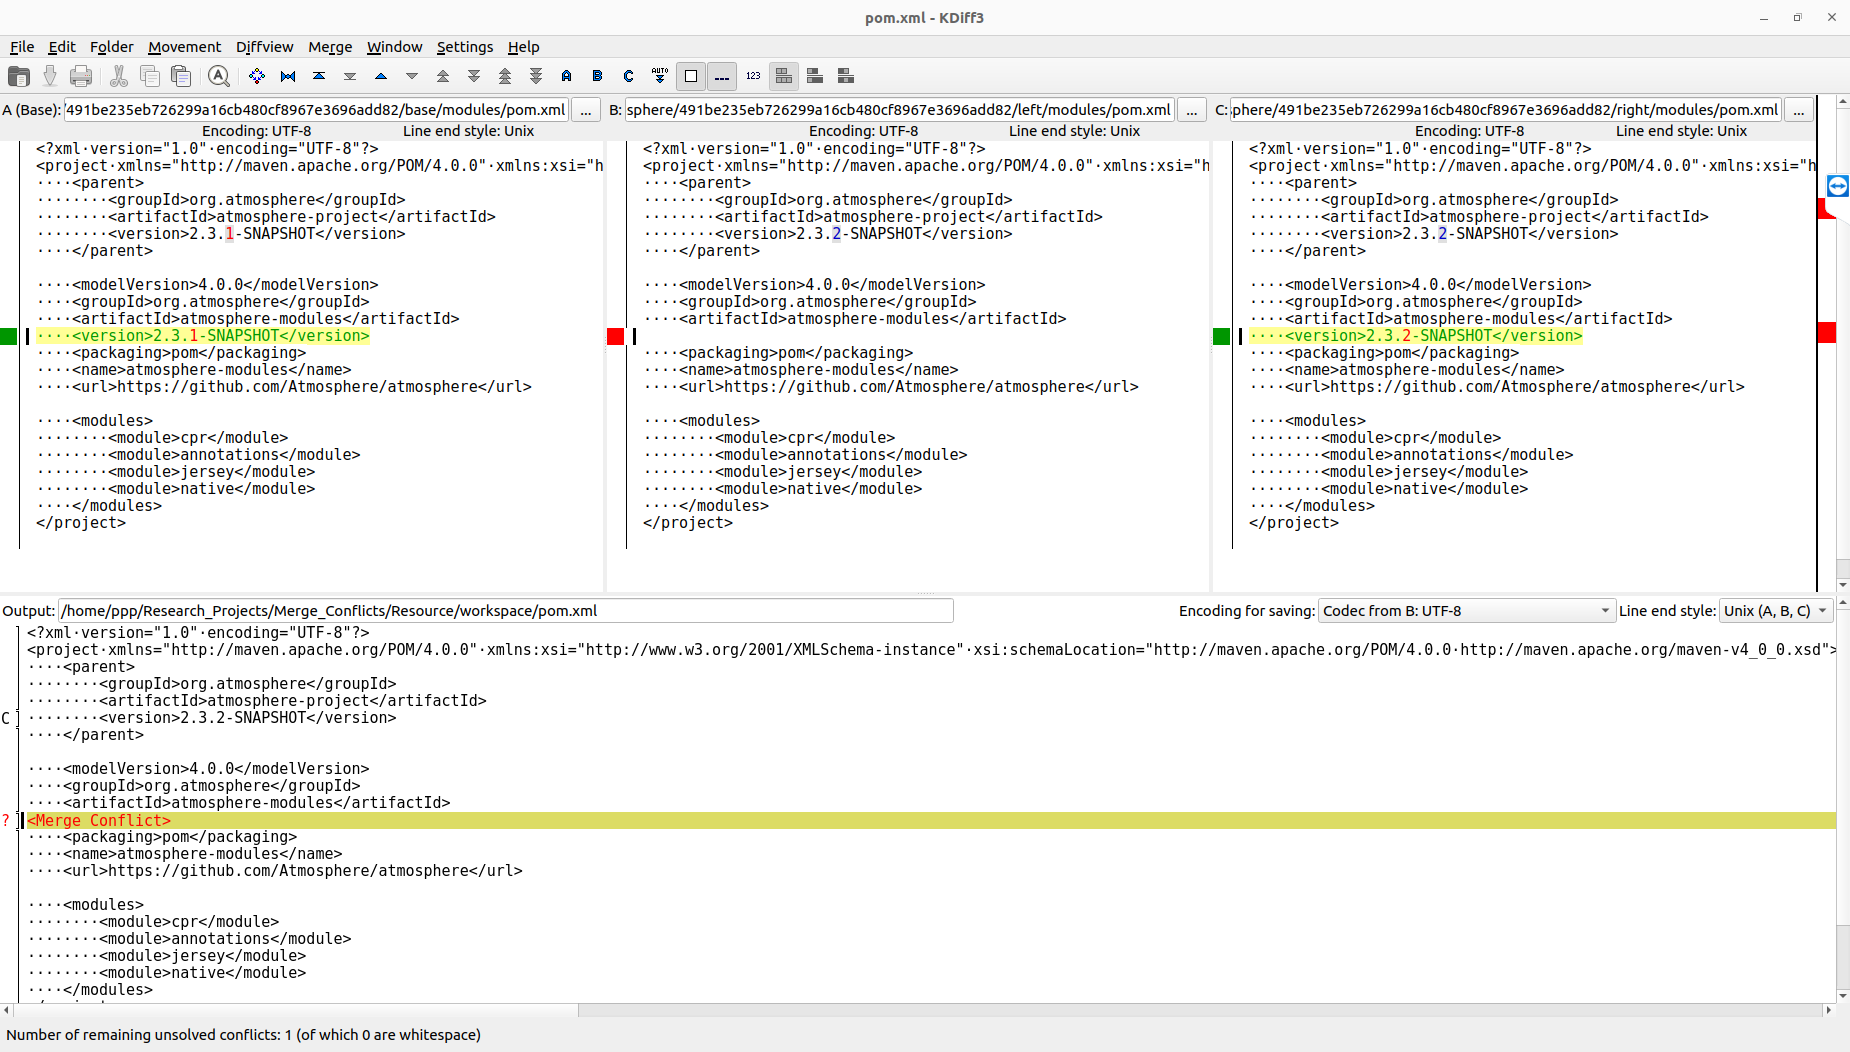 pom.xml - KDiff3
File Edit Folder Movement Diffview Merge Window Settings Help
A B C AUTO 123
A (Base): /491be235eb726299a16cb480cf8967e3696add82/base/modules/pom.xml ...
Encoding: UTF-8 Line end style: Unix
<?xml·version="1.0"·encoding="UTF-8"?>
<project·xmlns="http://maven.apache.org/POM/4.0.0"·xmlns:xsi="h
····<parent>
········<groupId>org.atmosphere</groupId>
········<artifactId>atmosphere-project</artifactId>
········<version>2.3.1-SNAPSHOT</version>
····</parent>
····<modelVersion>4.0.0</modelVersion>
····<groupId>org.atmosphere</groupId>
····<artifactId>atmosphere-modules</artifactId>
····<version>2.3.1-SNAPSHOT</version>
····<packaging>pom</packaging>
····<name>atmosphere-modules</name>
····<url>https://github.com/Atmosphere/atmosphere</url>
····<modules>
········<module>cpr</module>
········<module>annotations</module>
········<module>jersey</module>
········<module>native</module>
····</modules>
</project>
B: sphere/491be235eb726299a16cb480cf8967e3696add82/left/modules/pom.xml ...
Encoding: UTF-8 Line end style: Unix
<?xml·version="1.0"·encoding="UTF-8"?>
<project·xmlns="http://maven.apache.org/POM/4.0.0"·xmlns:xsi="h
····<parent>
········<groupId>org.atmosphere</groupId>
········<artifactId>atmosphere-project</artifactId>
········<version>2.3.2-SNAPSHOT</version>
····</parent>
····<modelVersion>4.0.0</modelVersion>
····<groupId>org.atmosphere</groupId>
····<artifactId>atmosphere-modules</artifactId>
····<packaging>pom</packaging>
····<name>atmosphere-modules</name>
····<url>https://github.com/Atmosphere/atmosphere</url>
····<modules>
········<module>cpr</module>
········<module>annotations</module>
········<module>jersey</module>
········<module>native</module>
····</modules>
</project>
C: phere/491be235eb726299a16cb480cf8967e3696add82/right/modules/pom.xml ...
Encoding: UTF-8 Line end style: Unix
<?xml·version="1.0"·encoding="UTF-8"?>
<project·xmlns="http://maven.apache.org/POM/4.0.0"·xmlns:xsi="h
····<parent>
········<groupId>org.atmosphere</groupId>
········<artifactId>atmosphere-project</artifactId>
········<version>2.3.2-SNAPSHOT</version>
····</parent>
····<modelVersion>4.0.0</modelVersion>
····<groupId>org.atmosphere</groupId>
····<artifactId>atmosphere-modules</artifactId>
····<version>2.3.2-SNAPSHOT</version>
····<packaging>pom</packaging>
····<name>atmosphere-modules</name>
····<url>https://github.com/Atmosphere/atmosphere</url>
····<modules>
········<module>cpr</module>
········<module>annotations</module>
········<module>jersey</module>
········<module>native</module>
····</modules>
</project>
Output: /home/ppp/Research_Projects/Merge_Conflicts/Resource/workspace/pom.xml Encoding for saving: Codec from B: UTF-8 Line end style: Unix (A, B, C)
<?xml·version="1.0"·encoding="UTF-8"?>
<project·xmlns="http://maven.apache.org/POM/4.0.0"·xmlns:xsi="http://www.w3.org/2001/XMLSchema-instance"·xsi:schemaLocation="http://maven.apache.org/POM/4.0.0·http://maven.apache.org/maven-v4_0_0.xsd">
····<parent>
········<groupId>org.atmosphere</groupId>
········<artifactId>atmosphere-project</artifactId>
C ········<version>2.3.2-SNAPSHOT</version>
····</parent>
····<modelVersion>4.0.0</modelVersion>
····<groupId>org.atmosphere</groupId>
····<artifactId>atmosphere-modules</artifactId>
? <Merge Conflict>
····<packaging>pom</packaging>
····<name>atmosphere-modules</name>
····<url>https://github.com/Atmosphere/atmosphere</url>
····<modules>
········<module>cpr</module>
········<module>annotations</module>
········<module>jersey</module>
········<module>native</module>
····</modules>
Number of remaining unsolved conflicts: 1 (of which 0 are whitespace)